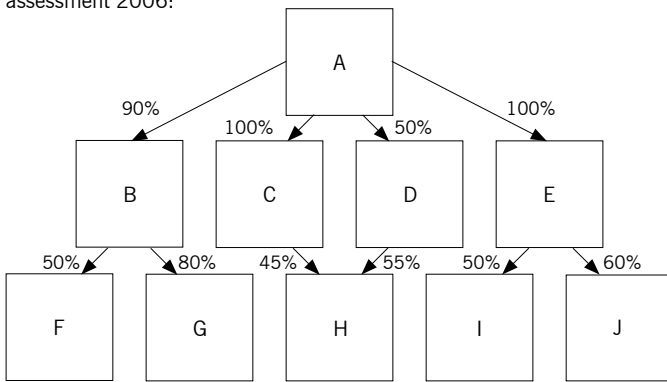 assessment 2006:
A
90% 100% 50% 100%
B C D E
50% 80% 45% 55% 50% 60%
F G H I J